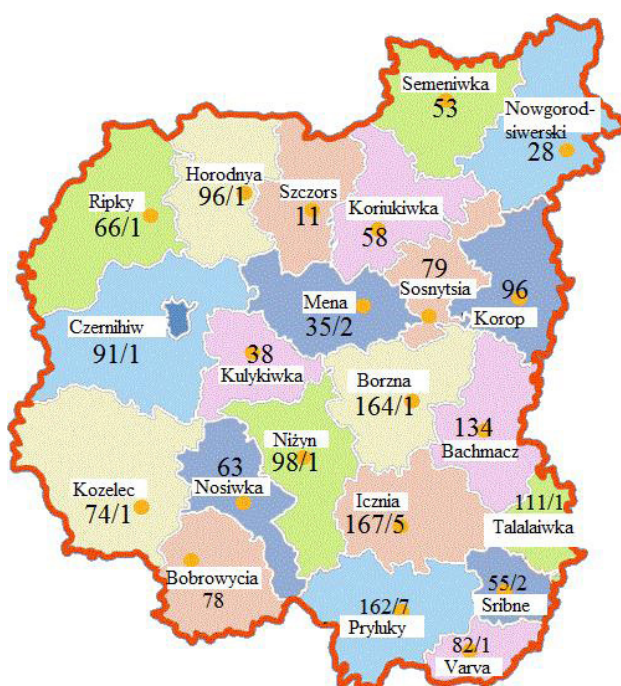 Semeniwka
53
Nowgorod-
siwerski
28
Horodnya
96/1
Szczors
11
Koriukiwka
58
Ripky
66/1
79
Sosnytsia
96
Korop
Mena
35/2
Czernihiw
91/1
38
Kulykiwka
Borzna
164/1
134
Bachmacz
Niżyn
98/1
63
Nosiwka
Kozelec
74/1
Icznia
167/5
111/1
Talalaiwka
Bobrowycia
78
162/7
Pryłuky
55/2
Sribne
82/1
Varva